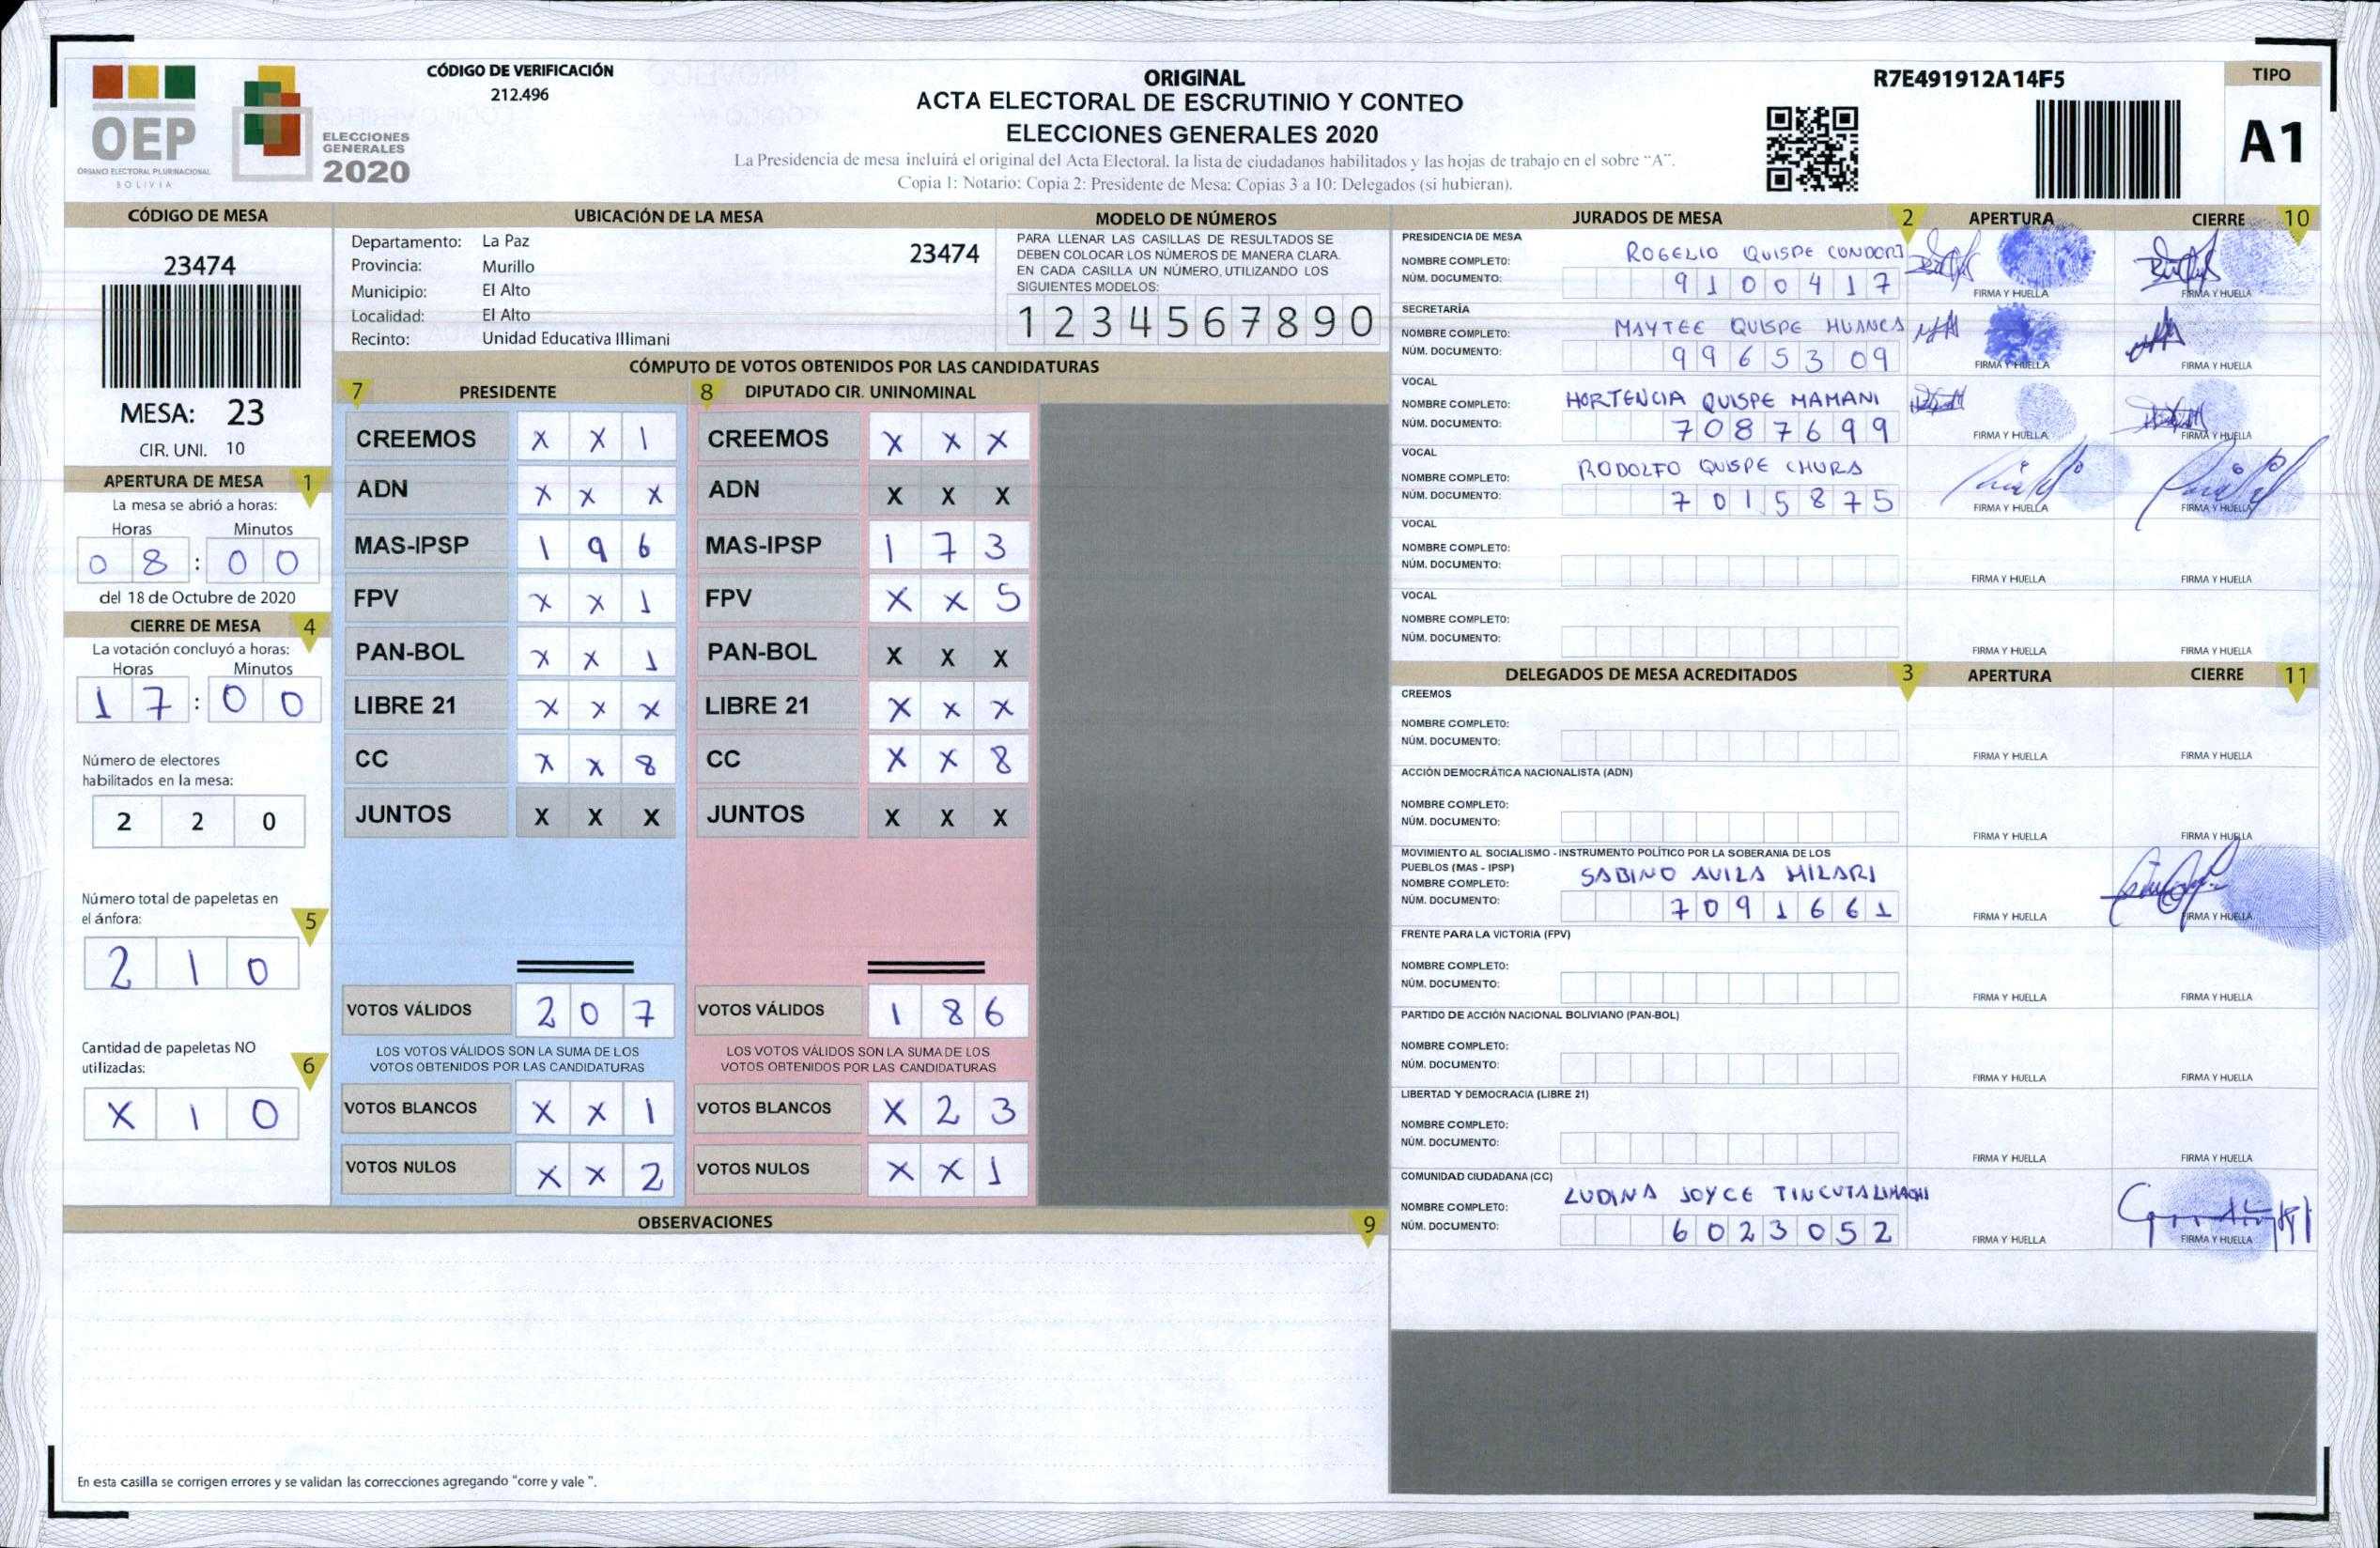 CÓDIGO DE VERIFICACIÓN
212.496
OEP
ÓRGANO ELECTORAL PLURINACIONAL
BOLIVIA
ELECCIONES
GENERALES
2020
ORIGINAL
ACTA ELECTORAL DE ESCRUTINIO Y CONTEO
ELECCIONES GENERALES 2020
La Presidencia de mesa incluirá el original del Acta Electoral. la lista de ciudadanos habilitados y las hojas de trabajo en el sobre “A”.
Copia 1: Notario: Copia 2: Presidente de Mesa: Copias 3 a 10: Delegados (si hubieran).
R7E491912A14F5
TIPO
A1
CÓDIGO DE MESA
23474
MESA: 23
CIR. UNI. 10
APERTURA DE MESA 1
La mesa se abrió a horas:
Horas Minutos
0 8 : 0 0
del 18 de Octubre de 2020
CIERRE DE MESA 4
La votación concluyó a horas:
Horas Minutos
1 7 : 0 0
Número de electores
habilitados en la mesa:
2 2 0
Número total de papeletas en
el ánfora: 5
2 1 0
Cantidad de papeletas NO
utilizadas: 6
X 1 0
UBICACIÓN DE LA MESA
Departamento: La Paz 23474
Provincia: Murillo
Municipio: El Alto
Localidad: El Alto
Recinto: Unidad Educativa Illimani
MODELO DE NÚMEROS
PARA LLENAR LAS CASILLAS DE RESULTADOS SE
DEBEN COLOCAR LOS NÚMEROS DE MANERA CLARA.
EN CADA CASILLA UN NÚMERO, UTILIZANDO LOS
SIGUIENTES MODELOS:
1 2 3 4 5 6 7 8 9 0
CÓMPUTO DE VOTOS OBTENIDOS POR LAS CANDIDATURAS
7 PRESIDENTE 8 DIPUTADO CIR. UNINOMINAL
CREEMOS X X 1 CREEMOS X X X
ADN X X X ADN X X X
MAS-IPSP 1 9 6 MAS-IPSP 1 7 3
FPV X X 1 FPV X X 5
PAN-BOL X X 1 PAN-BOL X X X
LIBRE 21 X X X LIBRE 21 X X X
CC X X 8 CC X X 8
JUNTOS X X X JUNTOS X X X
VOTOS VÁLIDOS 2 0 7 VOTOS VÁLIDOS 1 8 6
LOS VOTOS VÁLIDOS SON LA SUMA DE LOS LOS VOTOS VÁLIDOS SON LA SUMA DE LOS
VOTOS OBTENIDOS POR LAS CANDIDATURAS VOTOS OBTENIDOS POR LAS CANDIDATURAS
VOTOS BLANCOS X X 1 VOTOS BLANCOS X 2 3
VOTOS NULOS X X 2 VOTOS NULOS X X 1
OBSERVACIONES 9
En esta casilla se corrigen errores y se validan las correcciones agregando "corre y vale ".
JURADOS DE MESA 2 APERTURA CIERRE 10
PRESIDENCIA DE MESA
NOMBRE COMPLETO: ROGELIO QUISPE CONDORI
NÚM. DOCUMENTO: 9 1 0 0 4 1 7 FIRMA Y HUELLA FIRMA Y HUELLA
SECRETARÍA
NOMBRE COMPLETO: MAYTEE QUISPE HUANCA
NÚM. DOCUMENTO: 9 9 6 5 3 0 9 FIRMA Y HUELLA FIRMA Y HUELLA
VOCAL
NOMBRE COMPLETO: HORTENCIA QUISPE MAMANI
NÚM. DOCUMENTO: 7 0 8 7 6 9 9 FIRMA Y HUELLA FIRMA Y HUELLA
VOCAL
NOMBRE COMPLETO: RODOLFO QUISPE CHURA
NÚM. DOCUMENTO: 7 0 1 5 8 7 5 FIRMA Y HUELLA FIRMA Y HUELLA
VOCAL
NOMBRE COMPLETO:
NÚM. DOCUMENTO: FIRMA Y HUELLA FIRMA Y HUELLA
VOCAL
NOMBRE COMPLETO:
NÚM. DOCUMENTO: FIRMA Y HUELLA FIRMA Y HUELLA
DELEGADOS DE MESA ACREDITADOS 3 APERTURA CIERRE 11
CREEMOS
NOMBRE COMPLETO:
NÚM. DOCUMENTO: FIRMA Y HUELLA FIRMA Y HUELLA
ACCIÓN DEMOCRÁTICA NACIONALISTA (ADN)
NOMBRE COMPLETO:
NÚM. DOCUMENTO: FIRMA Y HUELLA FIRMA Y HUELLA
MOVIMIENTO AL SOCIALISMO - INSTRUMENTO POLÍTICO POR LA SOBERANIA DE LOS
PUEBLOS (MAS - IPSP)
NOMBRE COMPLETO: SABINO AVILA HILARI
NÚM. DOCUMENTO: 7 0 9 1 6 6 1 FIRMA Y HUELLA FIRMA Y HUELLA
FRENTE PARA LA VICTORIA (FPV)
NOMBRE COMPLETO:
NÚM. DOCUMENTO: FIRMA Y HUELLA FIRMA Y HUELLA
PARTIDO DE ACCIÓN NACIONAL BOLIVIANO (PAN-BOL)
NOMBRE COMPLETO:
NÚM. DOCUMENTO: FIRMA Y HUELLA FIRMA Y HUELLA
LIBERTAD Y DEMOCRACIA (LIBRE 21)
NOMBRE COMPLETO:
NÚM. DOCUMENTO: FIRMA Y HUELLA FIRMA Y HUELLA
COMUNIDAD CIUDADANA (CC)
NOMBRE COMPLETO: LUDINA JOYCE
NÚM. DOCUMENTO: 6 0 2 3 0 5 2 FIRMA Y HUELLA FIRMA Y HUELLA